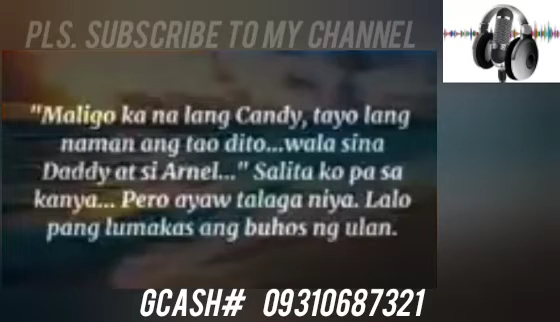 PLS. SUBSCRIBE TO MY CHANNEL
"Maligo ka na lang Candy, tayo lang
naman ang tao dito...wala sina
Daddy at si Arnel..." Salita ko pa sa
kanya... Pero ayaw talaga niya. Lalo
pang lumakas ang buhos ng ulan.
GCASH# 09310687321